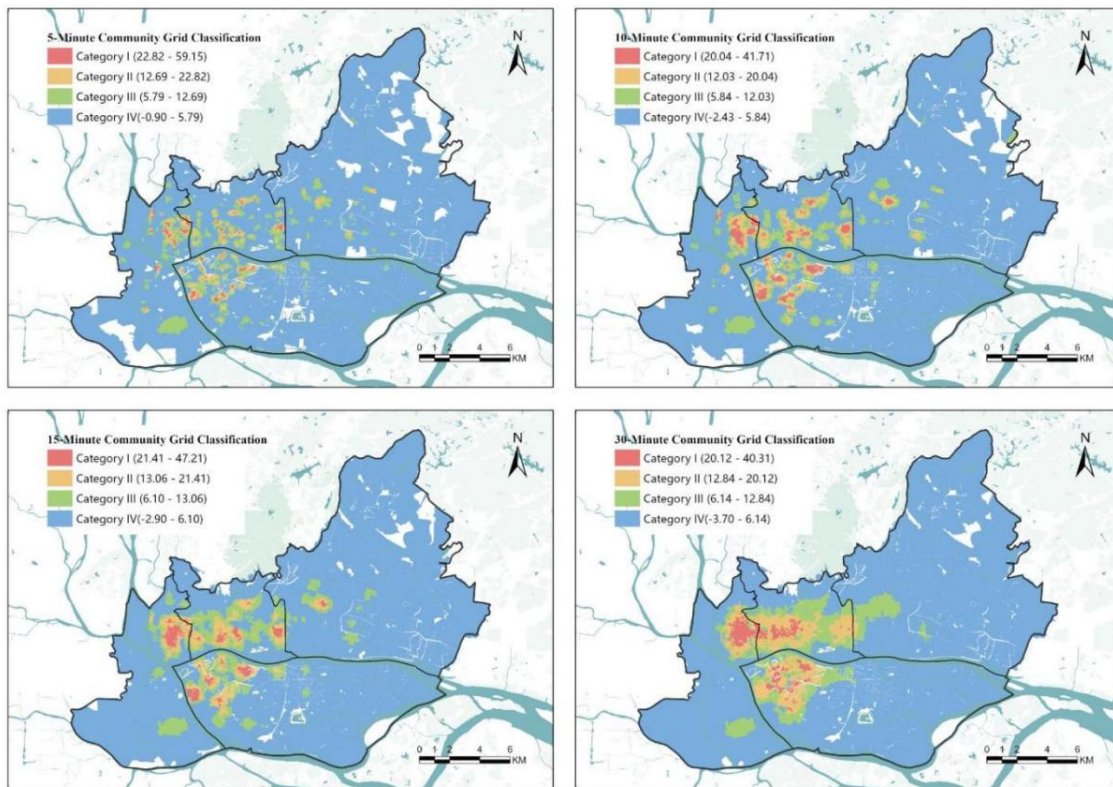 5-Minute Community Grid Classification
Category I (22.82 - 59.15)
Category II (12.69 - 22.82)
Category III (5.79 - 12.69)
Category IV(-0.90 - 5.79)
N
0 1 2 4 6
KM
10-Minute Community Grid Classification
Category I (20.04 - 41.71)
Category II (12.03 - 20.04)
Category III (5.84 - 12.03)
Category IV (-2.43 - 5.84)
N
0 1 2 4 6
KM
15-Minute Community Grid Classification
Category I (21.41 - 47.21)
Category II (13.06 - 21.41)
Category III (6.10 - 13.06)
Category IV(-2.90 - 6.10)
N
0 1 2 4 6
KM
30-Minute Community Grid Classification
Category I (20.12 - 40.31)
Category II (12.84 - 20.12)
Category III (6.14 - 12.84)
Category IV(-3.70 - 6.14)
N
0 1 2 4 6
KM